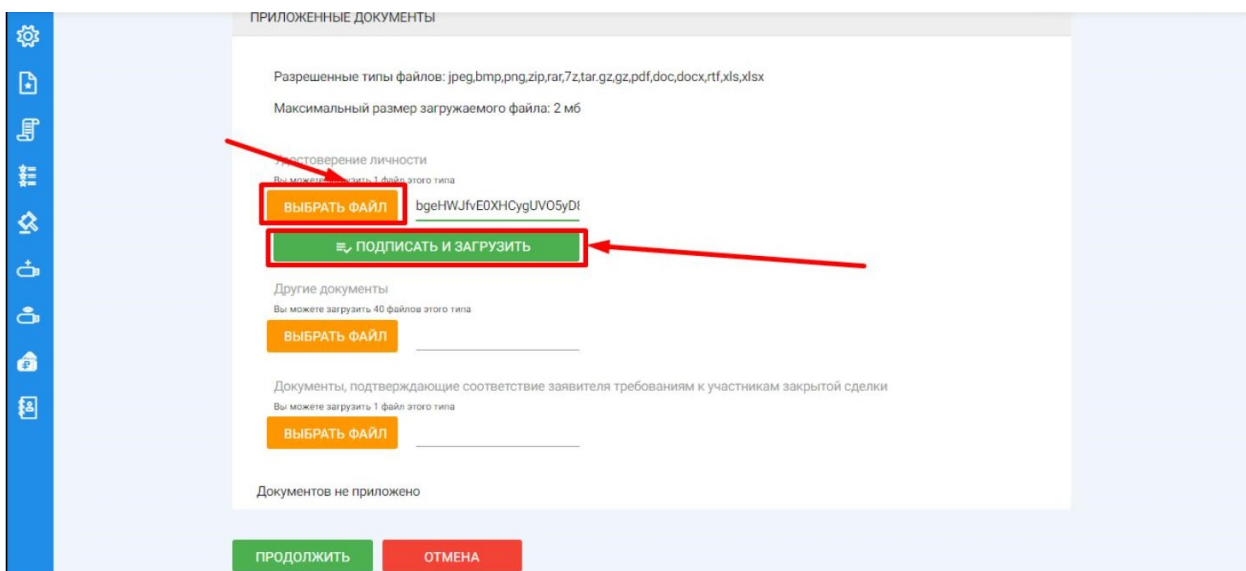 ПРИЛОЖЕННЫЕ ДОКУМЕНТЫ
Разрешенные типы файлов: jpeg,bmp,png,zip,rar,7z,tar.gz,gz,pdf,doc,docx,rtf,xls,xlsx
Максимальный размер загружаемого файла: 2 мб
Удостоверение личности
Вы можете загрузить 1 файл этого типа
ВЫБРАТЬ ФАЙЛ bgeHWJfvE0XHCygUVO5yD8
ПОДПИСАТЬ И ЗАГРУЗИТЬ
Другие документы
Вы можете загрузить 40 файлов этого типа
ВЫБРАТЬ ФАЙЛ
Документы, подтверждающие соответствие заявителя требованиям к участникам закрытой сделки
Вы можете загрузить 1 файл этого типа
ВЫБРАТЬ ФАЙЛ
Документов не приложено
ПРОДОЛЖИТЬ ОТМЕНА